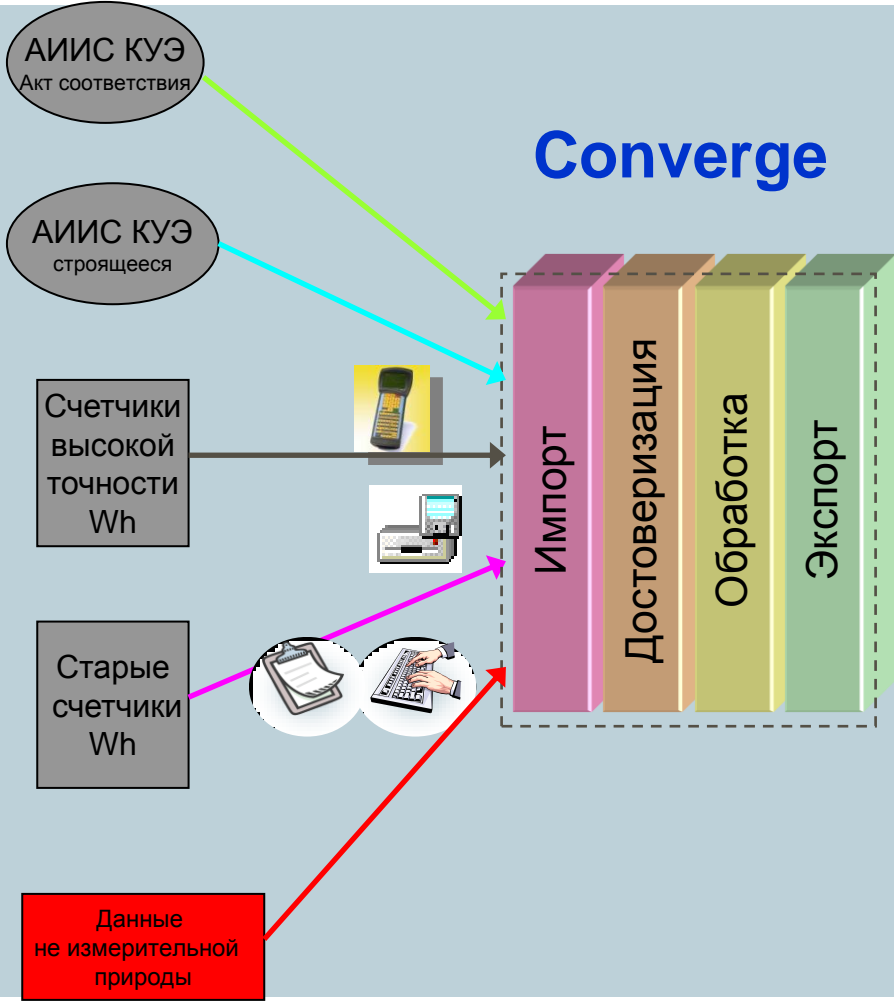 АИИС КУЭ
Акт соответствия
Converge
АИИС КУЭ
строящееся
Счетчики
высокой
точности
Wh
Старые
счетчики
Wh
Данные
не измерительной
природы
Импорт
Достоверизация
Обработка
Экспорт